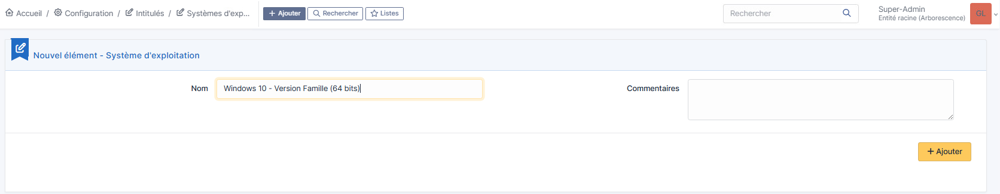 Accueil / Configuration / Intitulés / Systèmes d'exp... + Ajouter Rechercher Listes Rechercher Super-Admin GL
Entité racine (Arborescence)
Nouvel élément - Système d'exploitation
Nom Windows 10 - Version Famille (64 bits) Commentaires
+ Ajouter